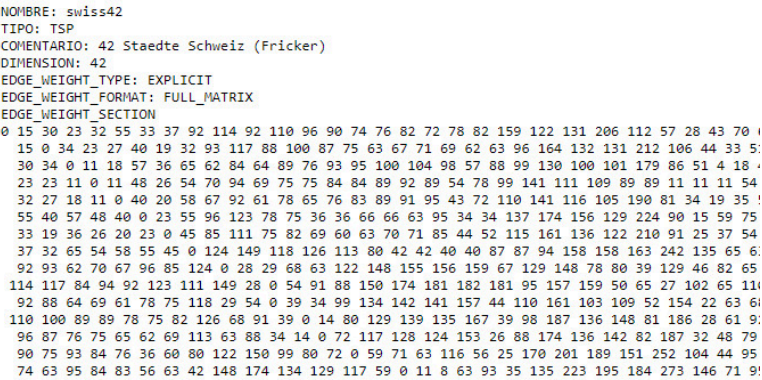 NOMBRE: swiss42
TIPO: TSP
COMENTARIO: 42 Staedte Schweiz (Fricker)
DIMENSION: 42
EDGE_WEIGHT_TYPE: EXPLICIT
EDGE_WEIGHT_FORMAT: FULL_MATRIX
EDGE_WEIGHT_SECTION
0 15 30 23 32 55 33 37 92 114 92 110 96 90 74 76 82 72 78 82 159 122 131 206 112 57 28 43 70
15 0 34 23 27 40 19 32 93 117 88 100 87 75 63 67 71 69 62 63 96 164 132 131 212 106 44 33 51
30 34 0 11 18 57 36 65 62 84 64 89 76 93 95 100 104 98 57 88 99 130 100 101 179 86 51 4 18
23 23 11 0 11 48 26 54 70 94 69 75 75 84 84 89 92 89 54 78 99 141 111 109 89 89 11 11 11 54
32 27 18 11 0 40 20 58 67 92 61 78 65 76 83 89 91 95 43 72 110 141 116 105 190 81 34 19 35
55 40 57 48 40 0 23 55 96 123 78 75 36 36 66 66 63 95 34 34 137 174 156 129 224 90 15 59 75
33 19 36 26 20 23 0 45 85 111 75 82 69 60 63 70 71 85 44 52 115 161 136 122 210 91 25 37 54
37 32 65 54 58 55 45 0 124 149 118 126 113 80 42 42 40 40 87 87 94 158 158 163 242 135 65
92 93 62 70 67 96 85 124 0 28 29 68 63 122 148 155 156 159 67 129 148 78 80 39 129 46 82 65
114 117 84 94 92 123 111 149 28 0 54 91 88 150 174 181 182 181 95 157 159 50 65 27 102 65
92 88 64 69 61 78 75 118 29 54 0 39 34 99 134 142 141 157 44 110 161 103 109 52 154 22 63
110 100 89 89 78 75 82 126 68 91 39 0 14 80 129 139 135 167 39 98 187 136 148 81 186 28 61
96 87 76 75 65 62 69 113 63 88 34 14 0 72 117 128 124 153 26 88 174 136 142 82 187 32 48 79
90 75 93 84 76 36 60 80 122 150 99 80 72 0 59 71 63 116 56 25 170 201 189 151 252 104 44 95
74 63 95 84 83 56 63 42 148 174 134 129 117 59 0 11 8 63 93 35 135 223 195 184 273 146 71